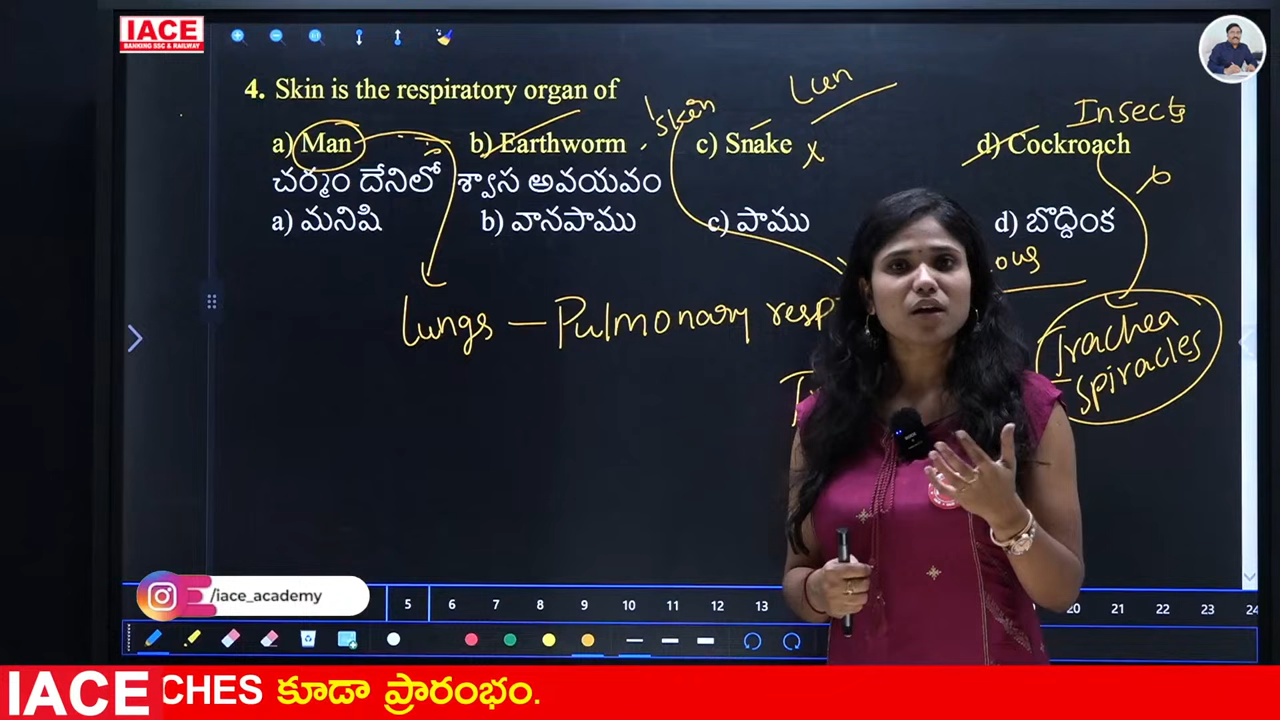 IACE
BANKING SSC & RAILWAY
4. Skin is the respiratory organ of
Lun
Skin
Insects
a) Man b) Earthworm c) Snake x d) Cockroach
చర్మం దేనిలో శ్వాస అవయవం
a) మనిషి b) వానపాము c) పాము d) బొద్దింక
ous
Lungs — Pulmonary resp
Trachea
spiracles
/iace_academy
5 6 7 8 9 10 11 12 13 20 21 22 23 24
IACE CHES కూడా ప్రారంభం.